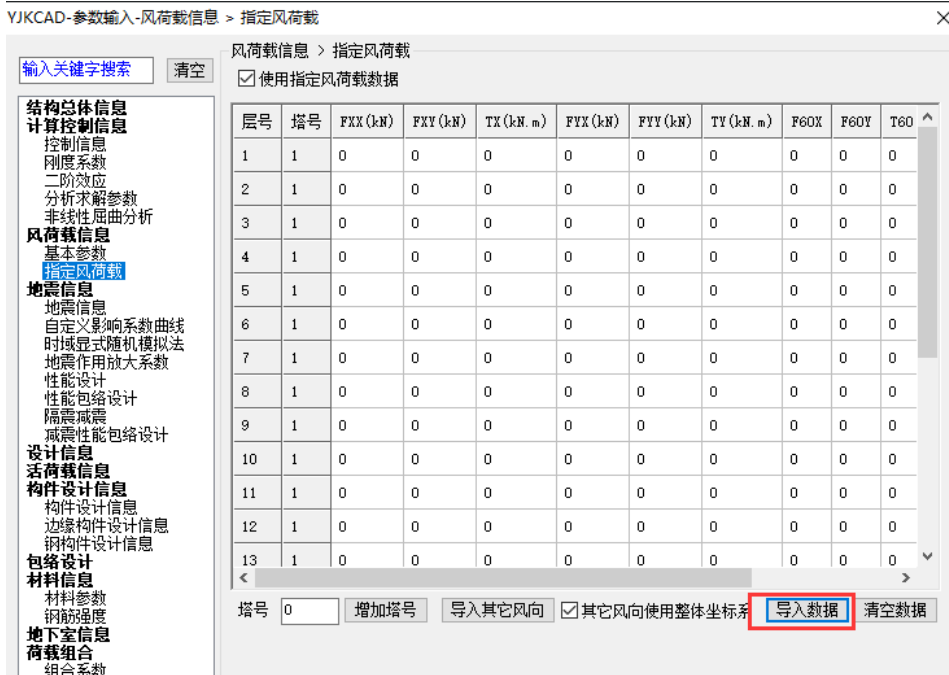 YJKCAD-参数输入-风荷载信息 > 指定风荷载
输入关键字搜索 清空
结构总体信息
计算控制信息
控制信息
刚度系数
二阶效应
分析求解参数
非线性屈曲分析
风荷载信息
基本参数
指定风荷载
地震信息
地震信息
自定义影响系数曲线
时域显式随机模拟法
地震作用放大系数
性能设计
性能包络设计
隔震减震
减震性能包络设计
设计信息
活荷载信息
构件设计信息
构件设计信息
边缘构件设计信息
钢构件设计信息
包络设计
材料信息
材料参数
钢筋强度
地下室信息
荷载组合
组合系数
风荷载信息 > 指定风荷载
使用指定风荷载数据
层号 塔号 FXX(kN) FXY(kN) TX(kN.m) FYX(kN) FYY(kN) TY(kN.m) F60X F60Y T60
1 1 0 0 0 0 0 0 0 0 0
2 1 0 0 0 0 0 0 0 0 0
3 1 0 0 0 0 0 0 0 0 0
4 1 0 0 0 0 0 0 0 0 0
5 1 0 0 0 0 0 0 0 0 0
6 1 0 0 0 0 0 0 0 0 0
7 1 0 0 0 0 0 0 0 0 0
8 1 0 0 0 0 0 0 0 0 0
9 1 0 0 0 0 0 0 0 0 0
10 1 0 0 0 0 0 0 0 0 0
11 1 0 0 0 0 0 0 0 0 0
12 1 0 0 0 0 0 0 0 0 0
13 1 0 0 0 0 0 0 0 0 0
塔号 0 增加塔号 导入其它风向 其它风向使用整体坐标系 导入数据 清空数据